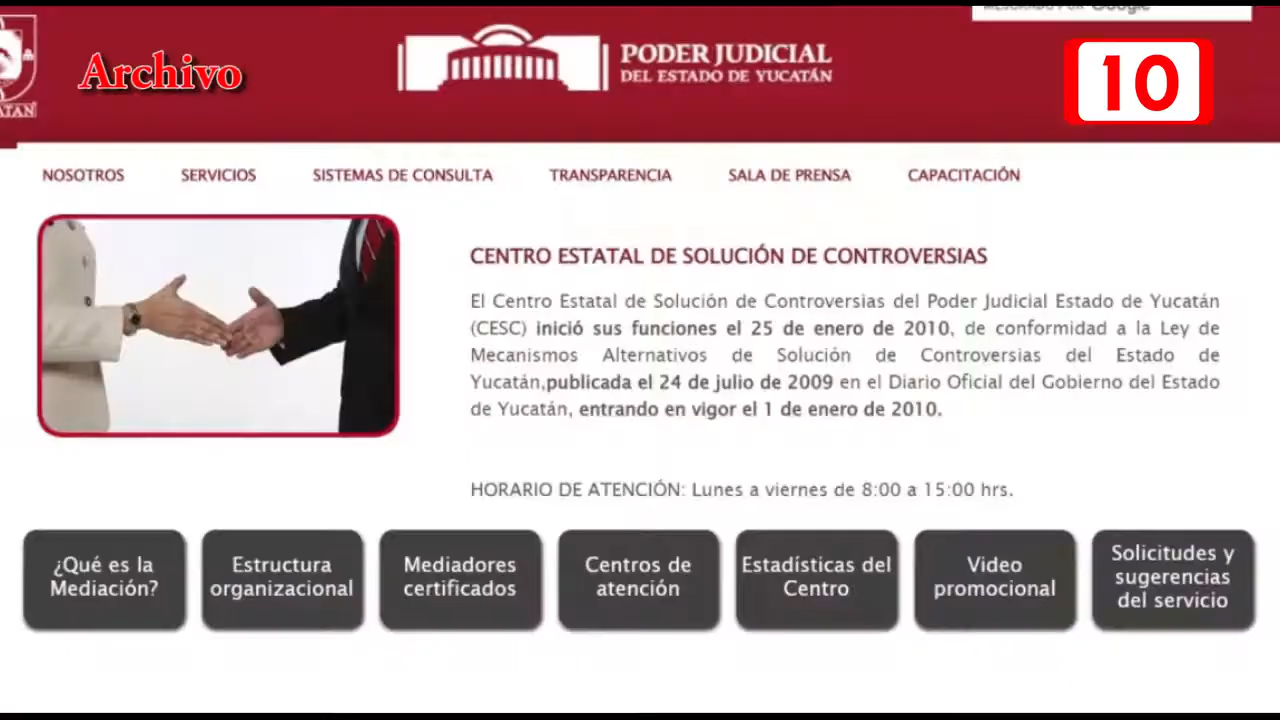 MEJORADO POR Google
Archivo
PODER JUDICIAL
DEL ESTADO DE YUCATÁN
10
NOSOTROS SERVICIOS SISTEMAS DE CONSULTA TRANSPARENCIA SALA DE PRENSA CAPACITACIÓN
CENTRO ESTATAL DE SOLUCIÓN DE CONTROVERSIAS
El Centro Estatal de Solución de Controversias del Poder Judicial Estado de Yucatán
(CESC) inició sus funciones el 25 de enero de 2010, de conformidad a la Ley de
Mecanismos Alternativos de Solución de Controversias del Estado de
Yucatán,publicada el 24 de julio de 2009 en el Diario Oficial del Gobierno del Estado
de Yucatán, entrando en vigor el 1 de enero de 2010.
HORARIO DE ATENCIÓN: Lunes a viernes de 8:00 a 15:00 hrs.
¿Qué es la
Mediación?
Estructura
organizacional
Mediadores
certificados
Centros de
atención
Estadísticas del
Centro
Video
promocional
Solicitudes y
sugerencias
del servicio